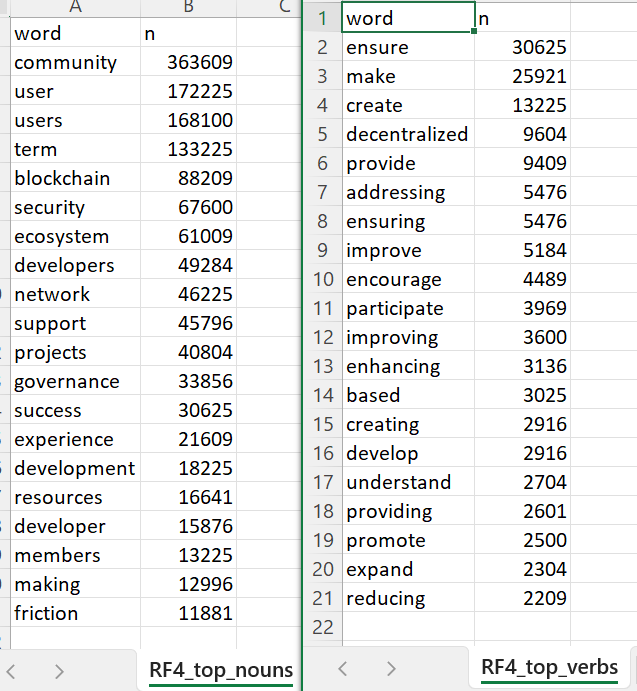 A B C
word n
community 363609
user 172225
users 168100
term 133225
blockchain 88209
security 67600
ecosystem 61009
developers 49284
network 46225
support 45796
projects 40804
governance 33856
success 30625
experience 21609
development 18225
resources 16641
developer 15876
members 13225
making 12996
friction 11881
RF4_top_nouns
1 word n
2 ensure 30625
3 make 25921
4 create 13225
5 decentralized 9604
6 provide 9409
7 addressing 5476
8 ensuring 5476
9 improve 5184
10 encourage 4489
11 participate 3969
12 improving 3600
13 enhancing 3136
14 based 3025
15 creating 2916
16 develop 2916
17 understand 2704
18 providing 2601
19 promote 2500
20 expand 2304
21 reducing 2209
22
RF4_top_verbs